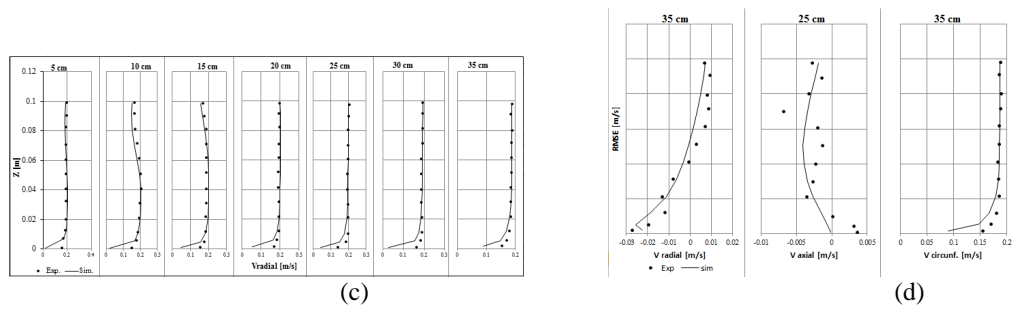 5 cm 10 cm 15 cm 20 cm 25 cm 30 cm 35 cm
0.12
0.1
0.08
0.06
0.04
0.02
0
Z [m]
0 0.2 0.4 0 0.1 0.2 0.3 0 0.1 0.2 0.3 0 0.1 0.2 0.3 0 0.1 0.2 0.3 0 0.1 0.2 0.3 0 0.1 0.2
Vradial [m/s]
Exp. Sim.
(c)
35 cm 25 cm 35 cm
RMSE [m/s]
-0.03 -0.02 -0.01 0 0.01 0.02 -0.01 -0.005 0 0.005 0 0.05 0.1 0.15 0.2
V radial [m/s] V axial [m/s] V circunf. [m/s]
Exp sim
(d)